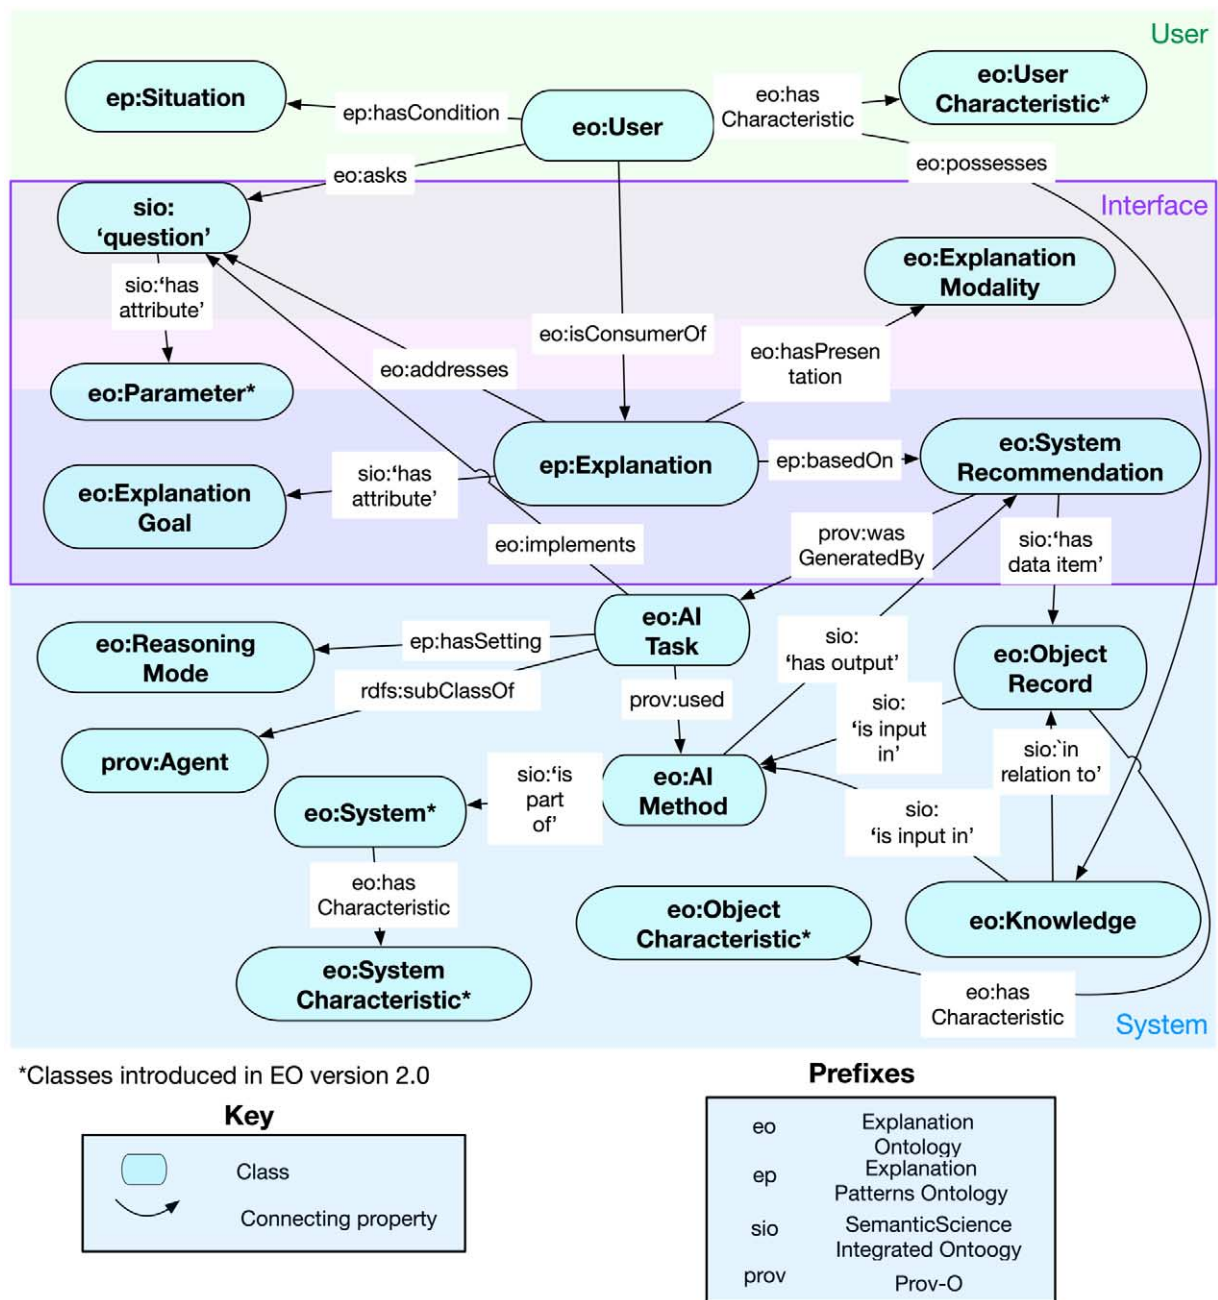 User
ep:Situation
ep:hasCondition
eo:User
eo:has
Characteristic
eo:User
Characteristic*
eo:asks
eo:possesses
Interface
sio:
‘question’
eo:Explanation
Modality
sio:‘has
attribute’
eo:isConsumerOf
eo:hasPresen
tation
eo:addresses
eo:Parameter*
ep:Explanation
ep:basedOn
eo:System
Recommendation
sio:‘has
attribute’
eo:Explanation
Goal
eo:implements
prov:was
GeneratedBy
sio:‘has
data item’
eo:AI
Task
eo:Reasoning
Mode
ep:hasSetting
sio:
‘has output’
eo:Object
Record
rdfs:subClassOf
prov:used
sio:
‘is input
in’
sio:`in
relation to’
prov:Agent
eo:AI
Method
sio:‘is
part
of’
eo:System*
sio:
‘is input in’
eo:has
Characteristic
eo:Object
Characteristic*
eo:Knowledge
eo:System
Characteristic*
eo:has
Characteristic
System
*Classes introduced in EO version 2.0
Key
Class
Connecting property
Prefixes
eo Explanation
Ontology
ep Explanation
Patterns Ontology
sio SemanticScience
Integrated Ontoogy
prov Prov-O